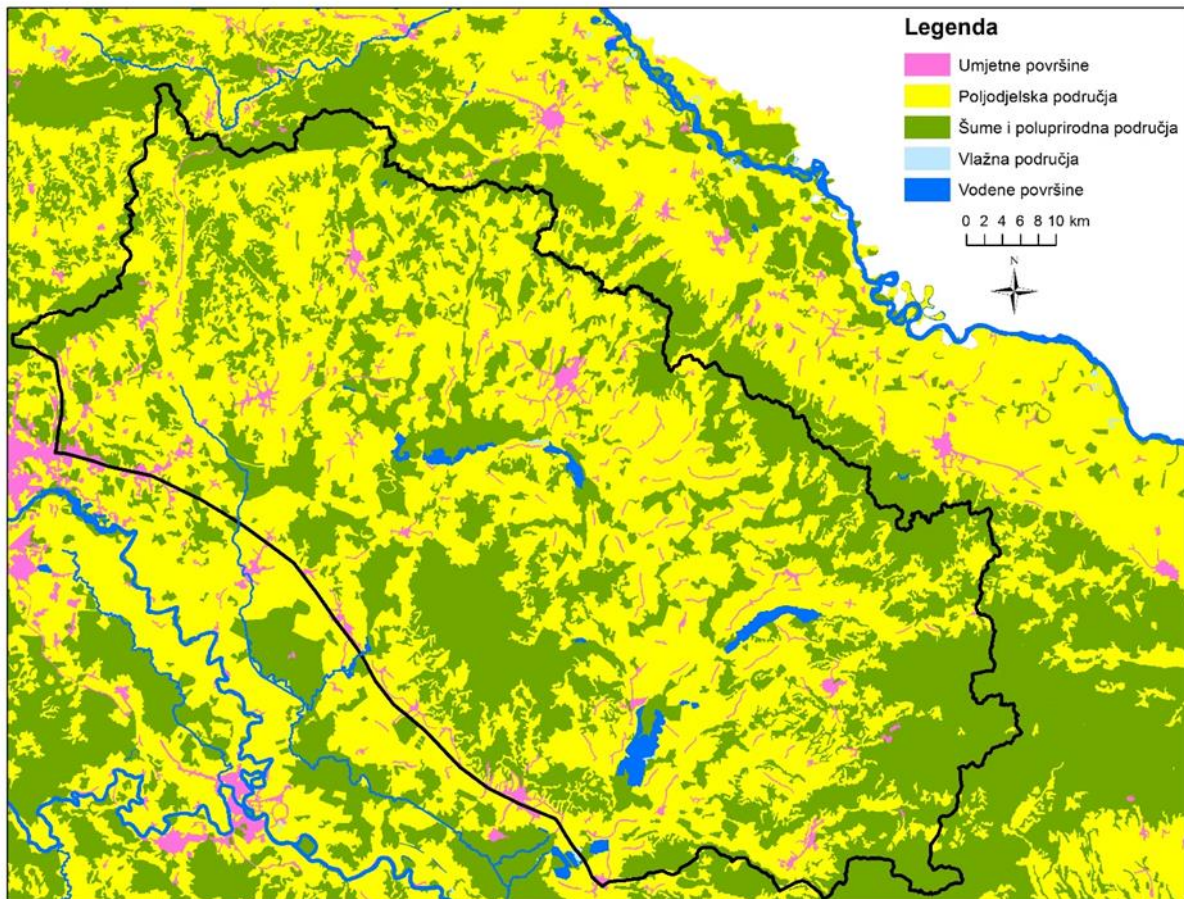 Legenda
Umjetne površine
Poljodjelska područja
Šume i poluprirodna područja
Vlažna područja
Vodene površine
0 2 4 6 8 10 km
N